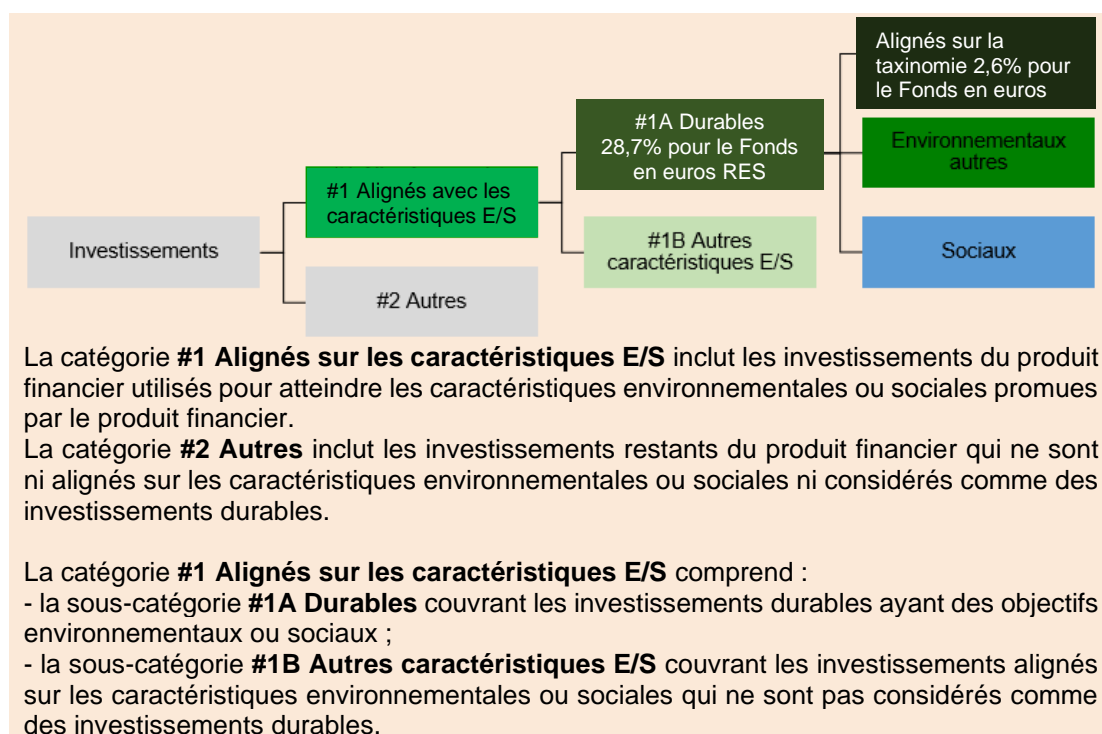 Alignés sur la
taxinomie 2,6% pour
le Fonds en euros
#1A Durables
28,7% pour le Fonds
en euros RES
Environnementaux
autres
#1 Alignés avec les
caractéristiques E/S
Investissements
#1B Autres
caractéristiques E/S
Sociaux
#2 Autres
La catégorie #1 Alignés sur les caractéristiques E/S inclut les investissements du produit
financier utilisés pour atteindre les caractéristiques environnementales ou sociales promues
par le produit financier.
La catégorie #2 Autres inclut les investissements restants du produit financier qui ne sont
ni alignés sur les caractéristiques environnementales ou sociales ni considérés comme des
investissements durables.
La catégorie #1 Alignés sur les caractéristiques E/S comprend :
- la sous-catégorie #1A Durables couvrant les investissements durables ayant des objectifs
environnementaux ou sociaux ;
- la sous-catégorie #1B Autres caractéristiques E/S couvrant les investissements alignés
sur les caractéristiques environnementales ou sociales qui ne sont pas considérés comme
des investissements durables.